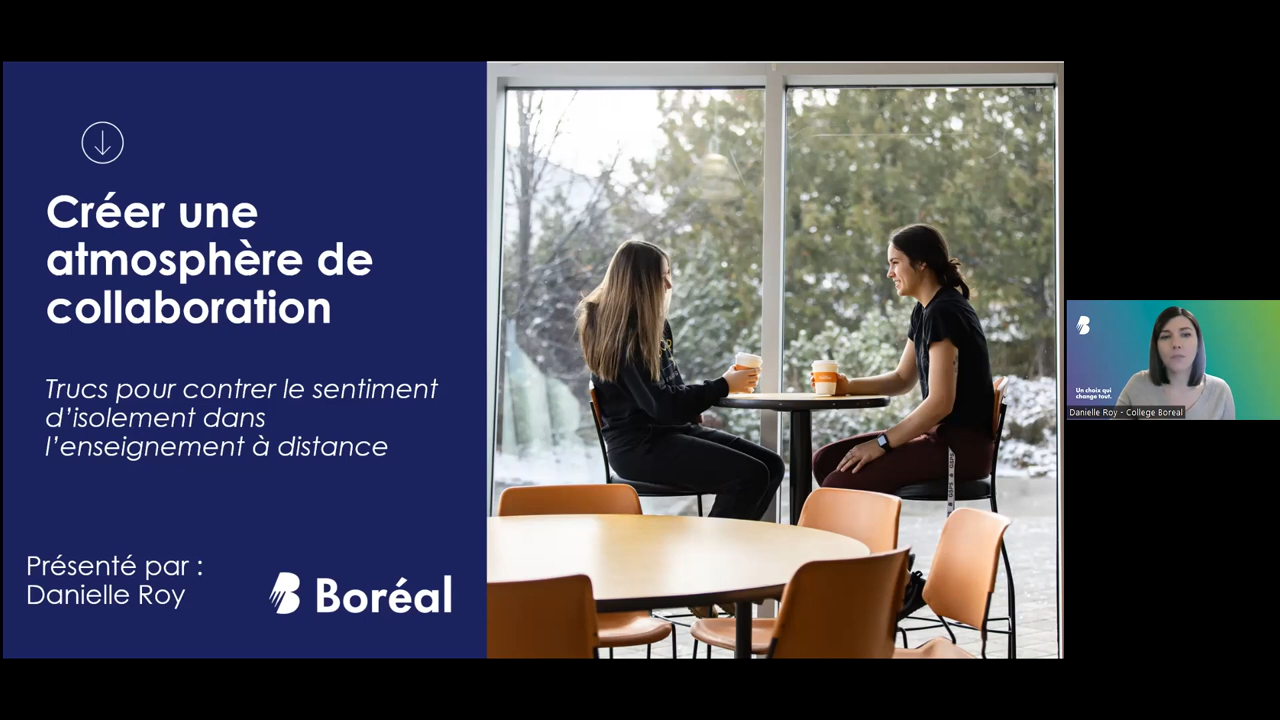 Créer une
atmosphère de
collaboration
Trucs pour contrer le sentiment
d’isolement dans
l’enseignement à distance
Présenté par :
Danielle Roy
Boréal
Un choix qui
change tout.
Danielle Roy - College Boreal